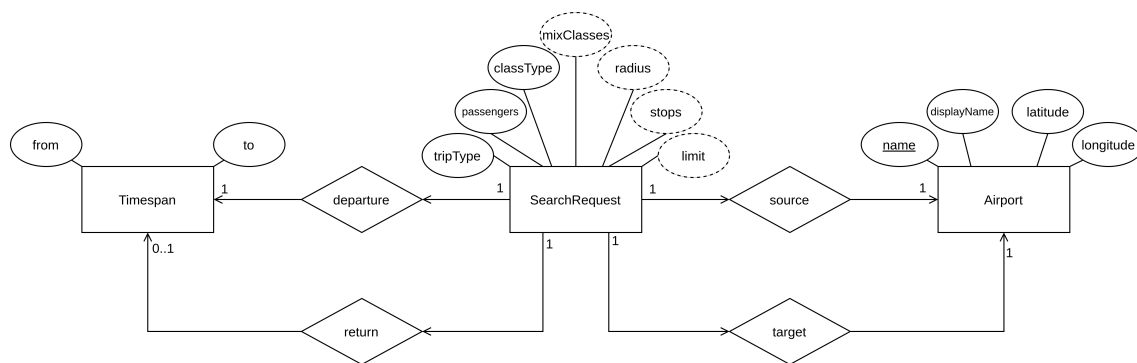 mixClasses
classType
radius
passengers
stops
displayName
latitude
from
to
tripType
limit
name
longitude
Timespan
1
departure
1
SearchRequest
1
source
1
Airport
0..1
1
1
1
return
target